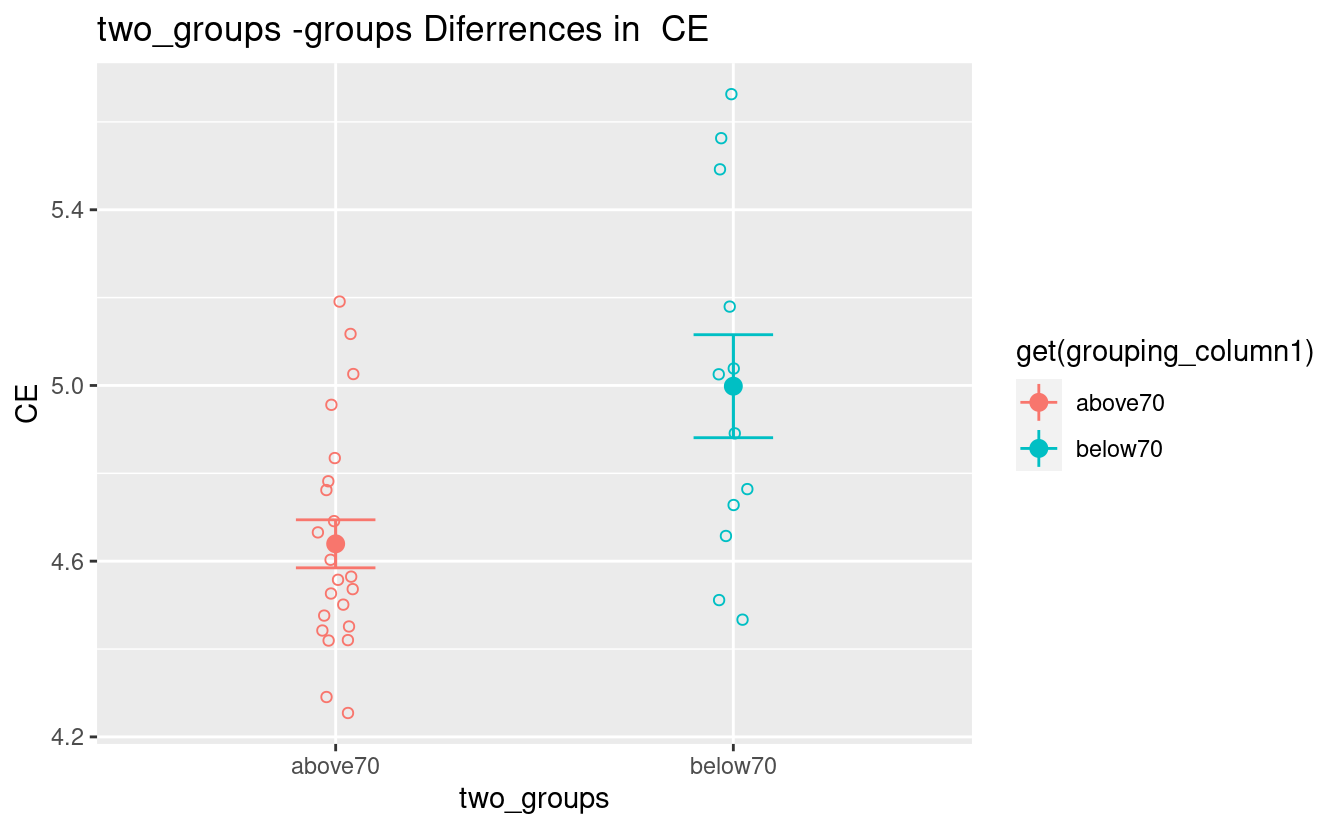 two_groups -groups Diferrences in  CE
5.4
5.0
4.6
4.2
CE
above70
below70
two_groups
get(grouping_column1)
above70
below70